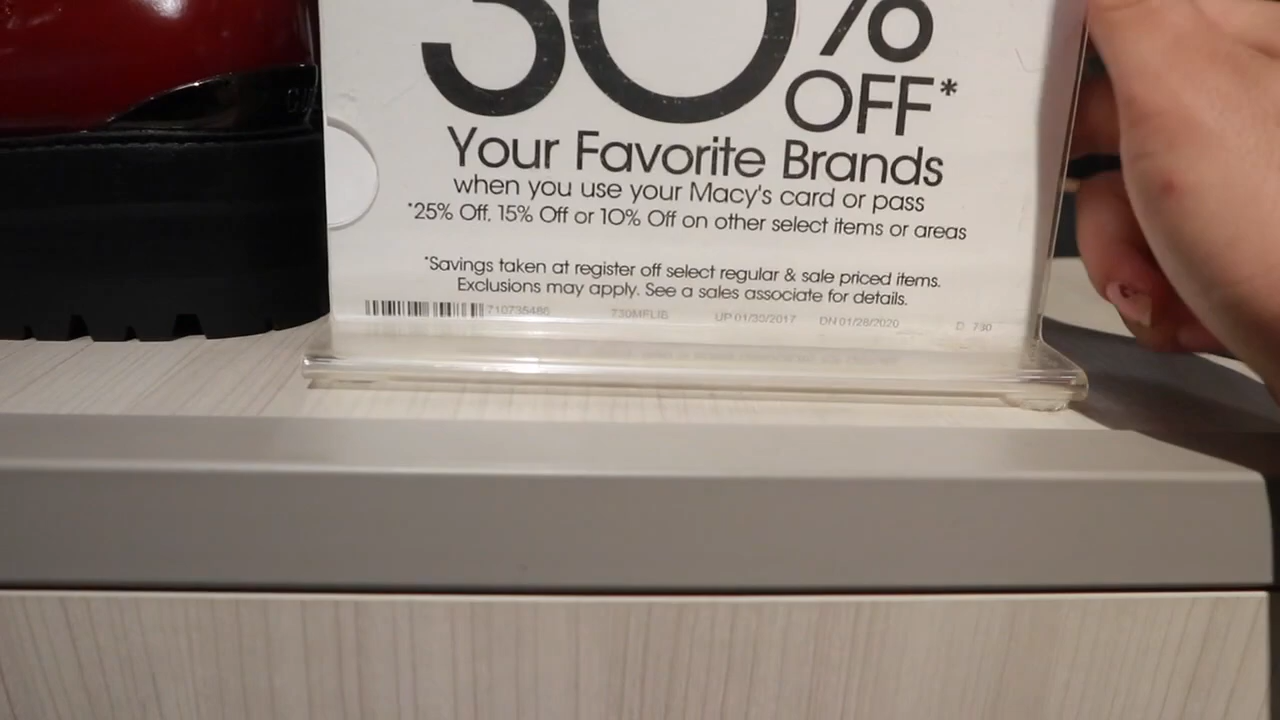 30%
OFF*
Your Favorite Brands
when you use your Macy's card or pass
*25% Off, 15% Off or 10% Off on other select items or areas
*Savings taken at register off select regular & sale priced items.
Exclusions may apply. See a sales associate for details.
710735486 730MFLIB UP 01/30/2017 DN 01/28/2020 D 730